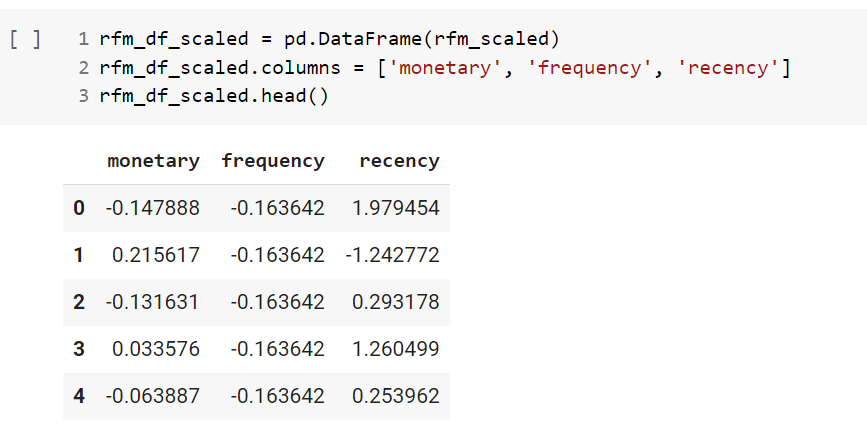 [ ] 1 rfm_df_scaled = pd.DataFrame(rfm_scaled)
2 rfm_df_scaled.columns = ['monetary', 'frequency', 'recency']
3 rfm_df_scaled.head()
monetary frequency recency
0 -0.147888 -0.163642 1.979454
1 0.215617 -0.163642 -1.242772
2 -0.131631 -0.163642 0.293178
3 0.033576 -0.163642 1.260499
4 -0.063887 -0.163642 0.253962